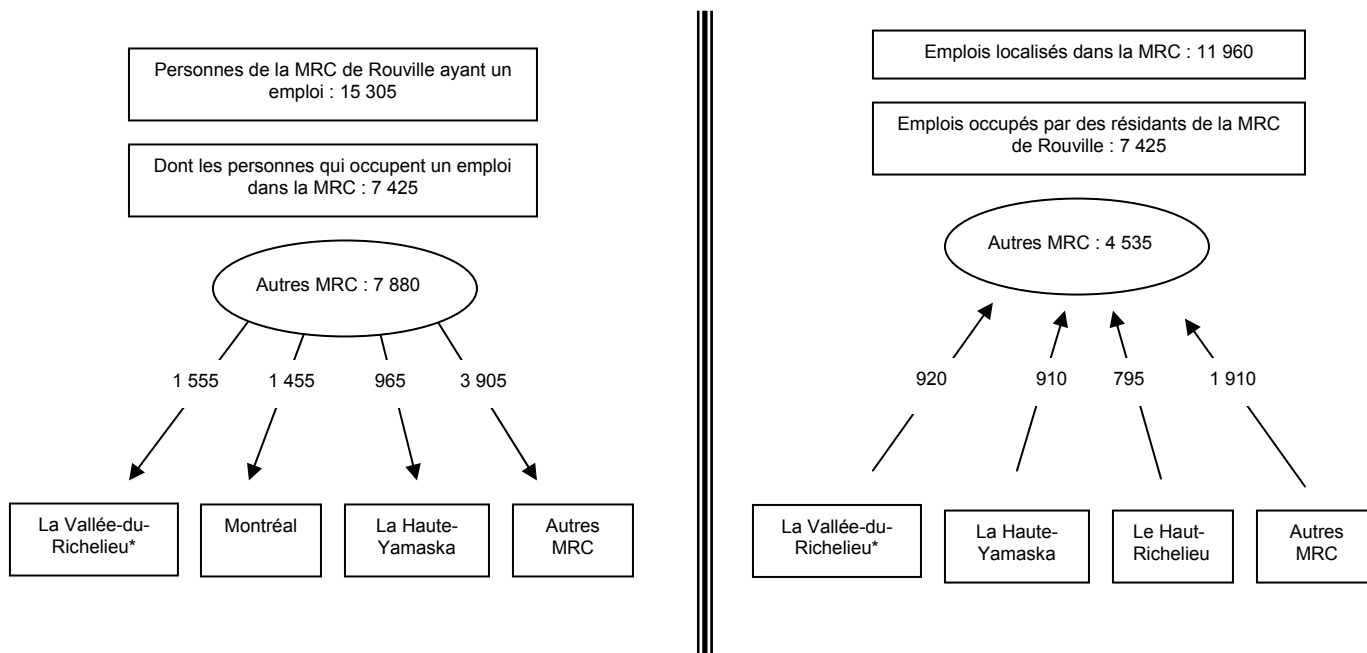 Personnes de la MRC de Rouville ayant un
emploi : 15 305
Dont les personnes qui occupent un emploi
dans la MRC : 7 425
Autres MRC : 7 880
1 555
1 455
965
3 905
La Vallée-du-
Richelieu*
Montréal
La Haute-
Yamaska
Autres
MRC
Emplois localisés dans la MRC : 11 960
Emplois occupés par des résidants de la MRC
de Rouville : 7 425
Autres MRC : 4 535
920
910
795
1 910
La Vallée-du-
Richelieu*
La Haute-
Yamaska
Le Haut-
Richelieu
Autres
MRC